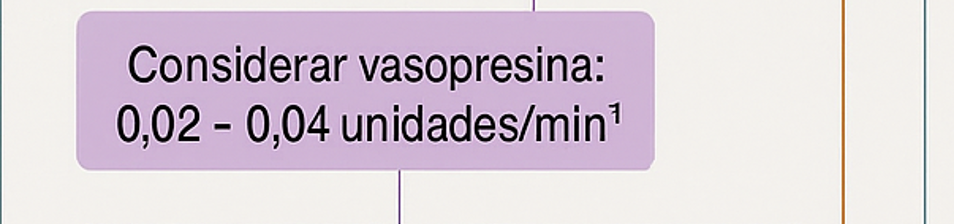 Considerar vasopresina:
0,02 - 0,04 unidades/min¹